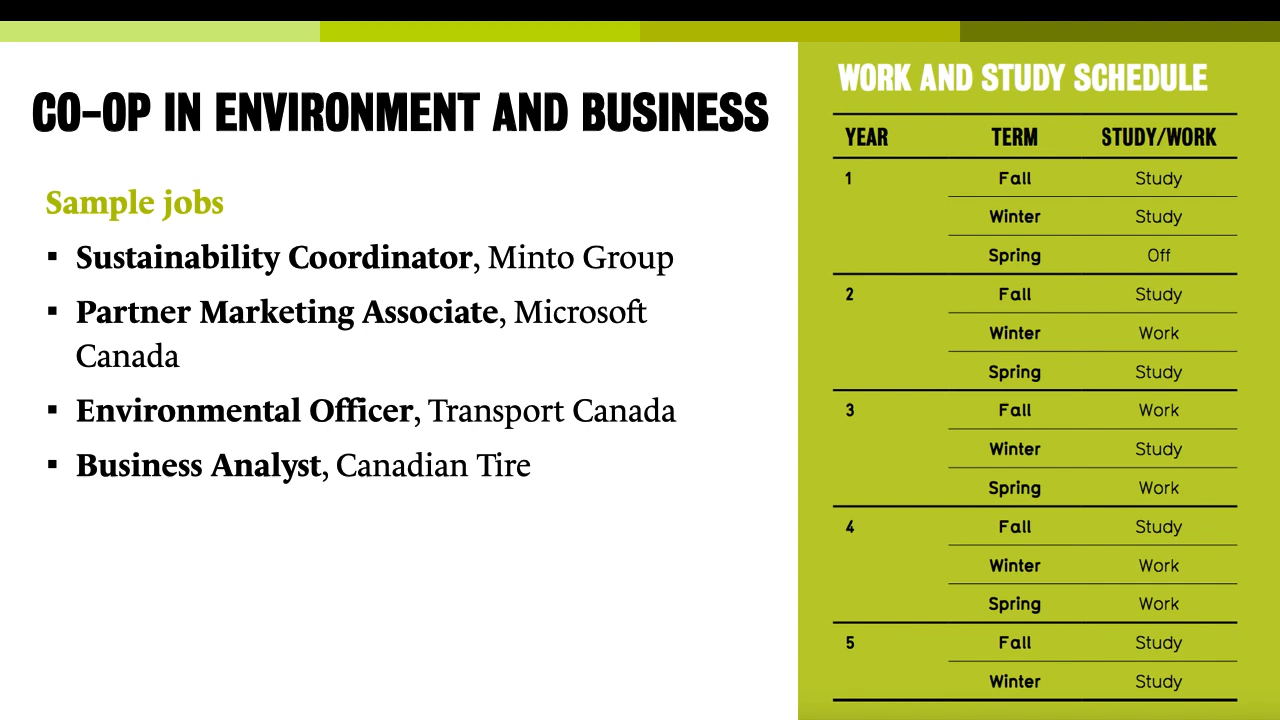 CO-OP IN ENVIRONMENT AND BUSINESS
Sample jobs
▪ Sustainability Coordinator, Minto Group
▪ Partner Marketing Associate, Microsoft
Canada
▪ Environmental Officer, Transport Canada
▪ Business Analyst, Canadian Tire
WORK AND STUDY SCHEDULE
YEAR TERM STUDY/WORK
1 Fall Study
Winter Study
Spring Off
2 Fall Study
Winter Work
Spring Study
3 Fall Work
Winter Study
Spring Work
4 Fall Study
Winter Work
Spring Work
5 Fall Study
Winter Study